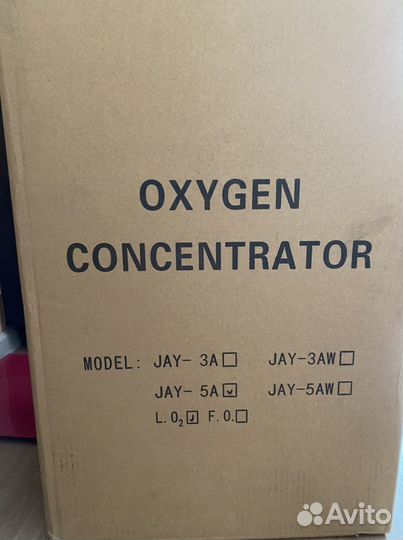 OXYGEN
CONCENTRATOR
MODEL: JAY- 3A☐ JAY-3AW☐
JAY- 5A☑ JAY-5AW☐
L.O₂☑ F.O.☐
Avito